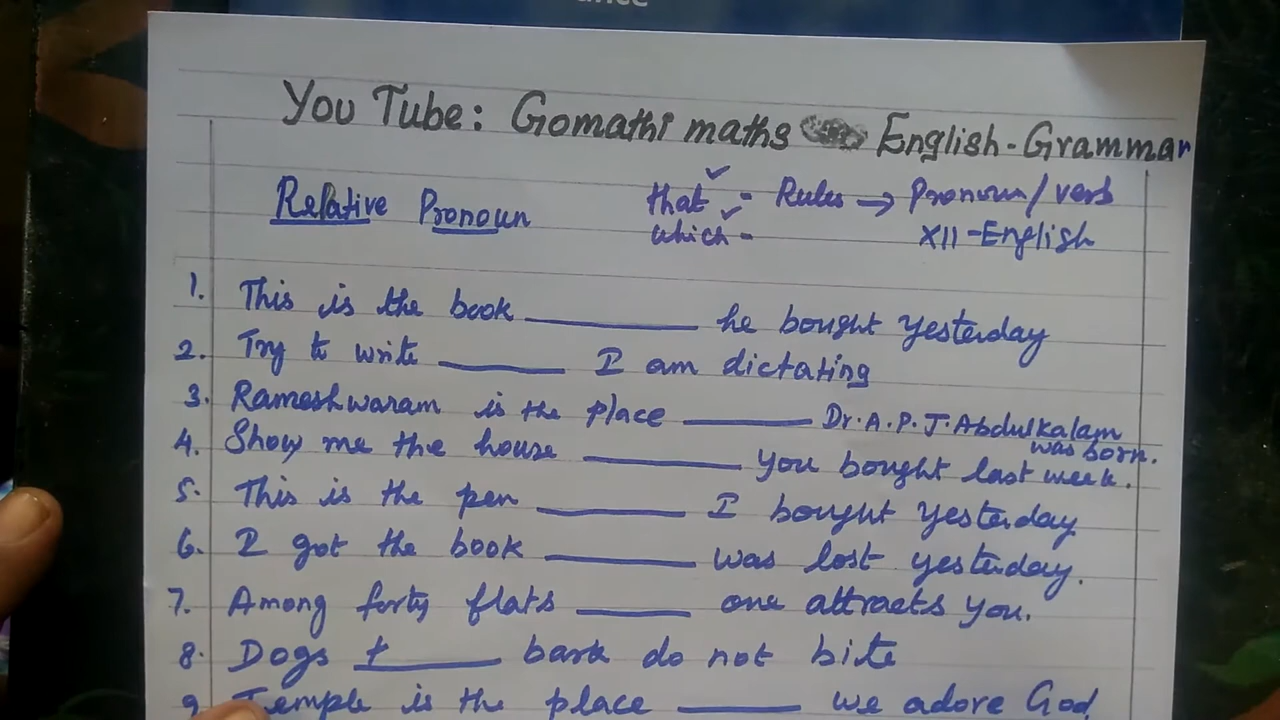 You Tube: Gomathi maths English-Grammar
Relative Pronoun that - Rules → Pronoun/verb
which - XII-English
1. This is the book ________ he bought yesterday
2. Try to write ________ I am dictating
3. Rameshwaram is the place ________ Dr.A.P.J.Abdulkalam was born.
4. Show me the house ________ you bought last week.
5. This is the pen ________ I bought yesterday
6. I got the book ________ was lost yesterday.
7. Among forty flats ________ one attracts you.
8. Dogs t________ bark do not bite
9. Temple is the place ________ we adore God